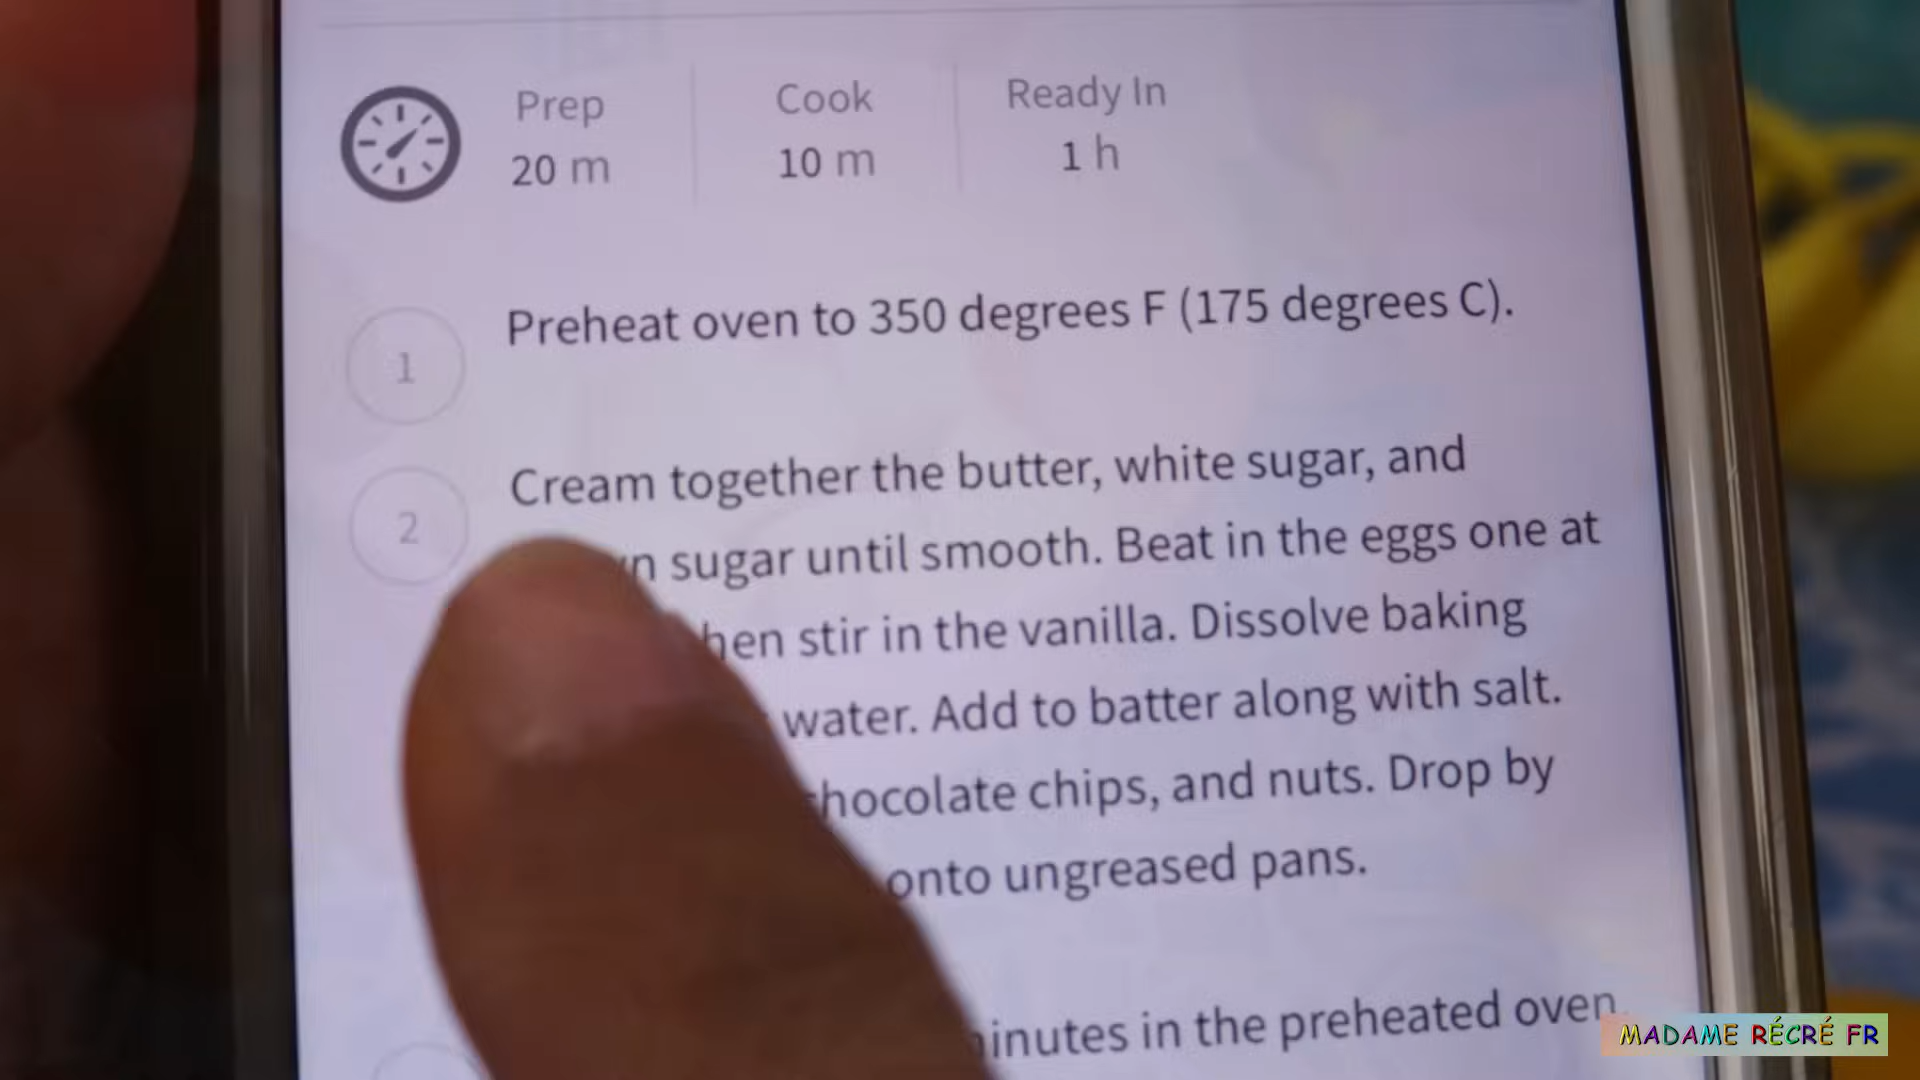 Prep Cook Ready In
20 m 10 m 1 h
1 Preheat oven to 350 degrees F (175 degrees C).
2 Cream together the butter, white sugar, and
sugar until smooth. Beat in the eggs one at
stir in the vanilla. Dissolve baking
water. Add to batter along with salt.
chips, and nuts. Drop by
onto ungreased pans.
in the preheated oven
MADAME RÉCRÉ FR